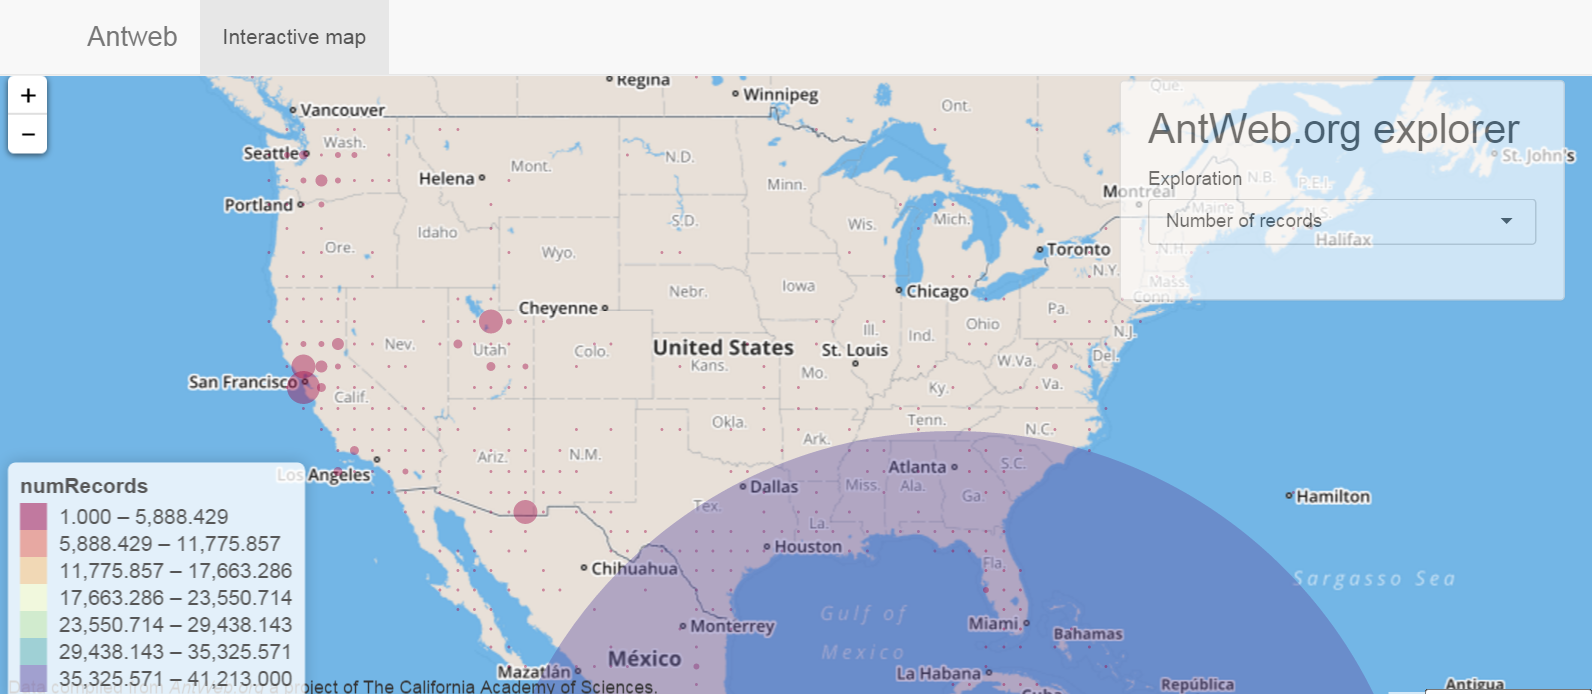 Antweb
Interactive map
+
−
AntWeb.org explorer
Exploration
Number of records
Regina
Winnipeg
Ont.
Que.
Vancouver
Seattle
Wash.
Mont.
N.D.
Minn.
St. John's
N.B.
P.E.I.
Montréal
Helena
Portland
Idaho
S.D.
Wis.
Mich.
Maine
N.S.
Halifax
Ore.
Wyo.
Toronto
N.H.
N.Y.
Mass.
Conn.
Cheyenne
Nebr.
Iowa
Chicago
Pa.
Nev.
Utah
Colo.
United States
Kans.
St. Louis
Ill.
Ind.
Ohio
N.J.
Del.
Mo.
W.Va.
Va.
Ky.
San Francisco
Calif.
Okla.
Ark.
Tenn.
N.C.
Los Angeles
Ariz.
N.M.
Tex.
Dallas
Atlanta
S.C.
Miss.
Ala.
Ga.
La.
Houston
Fla.
Hamilton
Chihuahua
Sargasso Sea
Gulf of
Mexico
Monterrey
Miami
Bahamas
Mazatlán
México
La Habana
Cuba
República
Antigua
numRecords
1.000 – 5,888.429
5,888.429 – 11,775.857
11,775.857 – 17,663.286
17,663.286 – 23,550.714
23,550.714 – 29,438.143
29,438.143 – 35,325.571
35,325.571 – 41,213.000
Data compiled from AntWeb.org a project of The California Academy of Sciences.